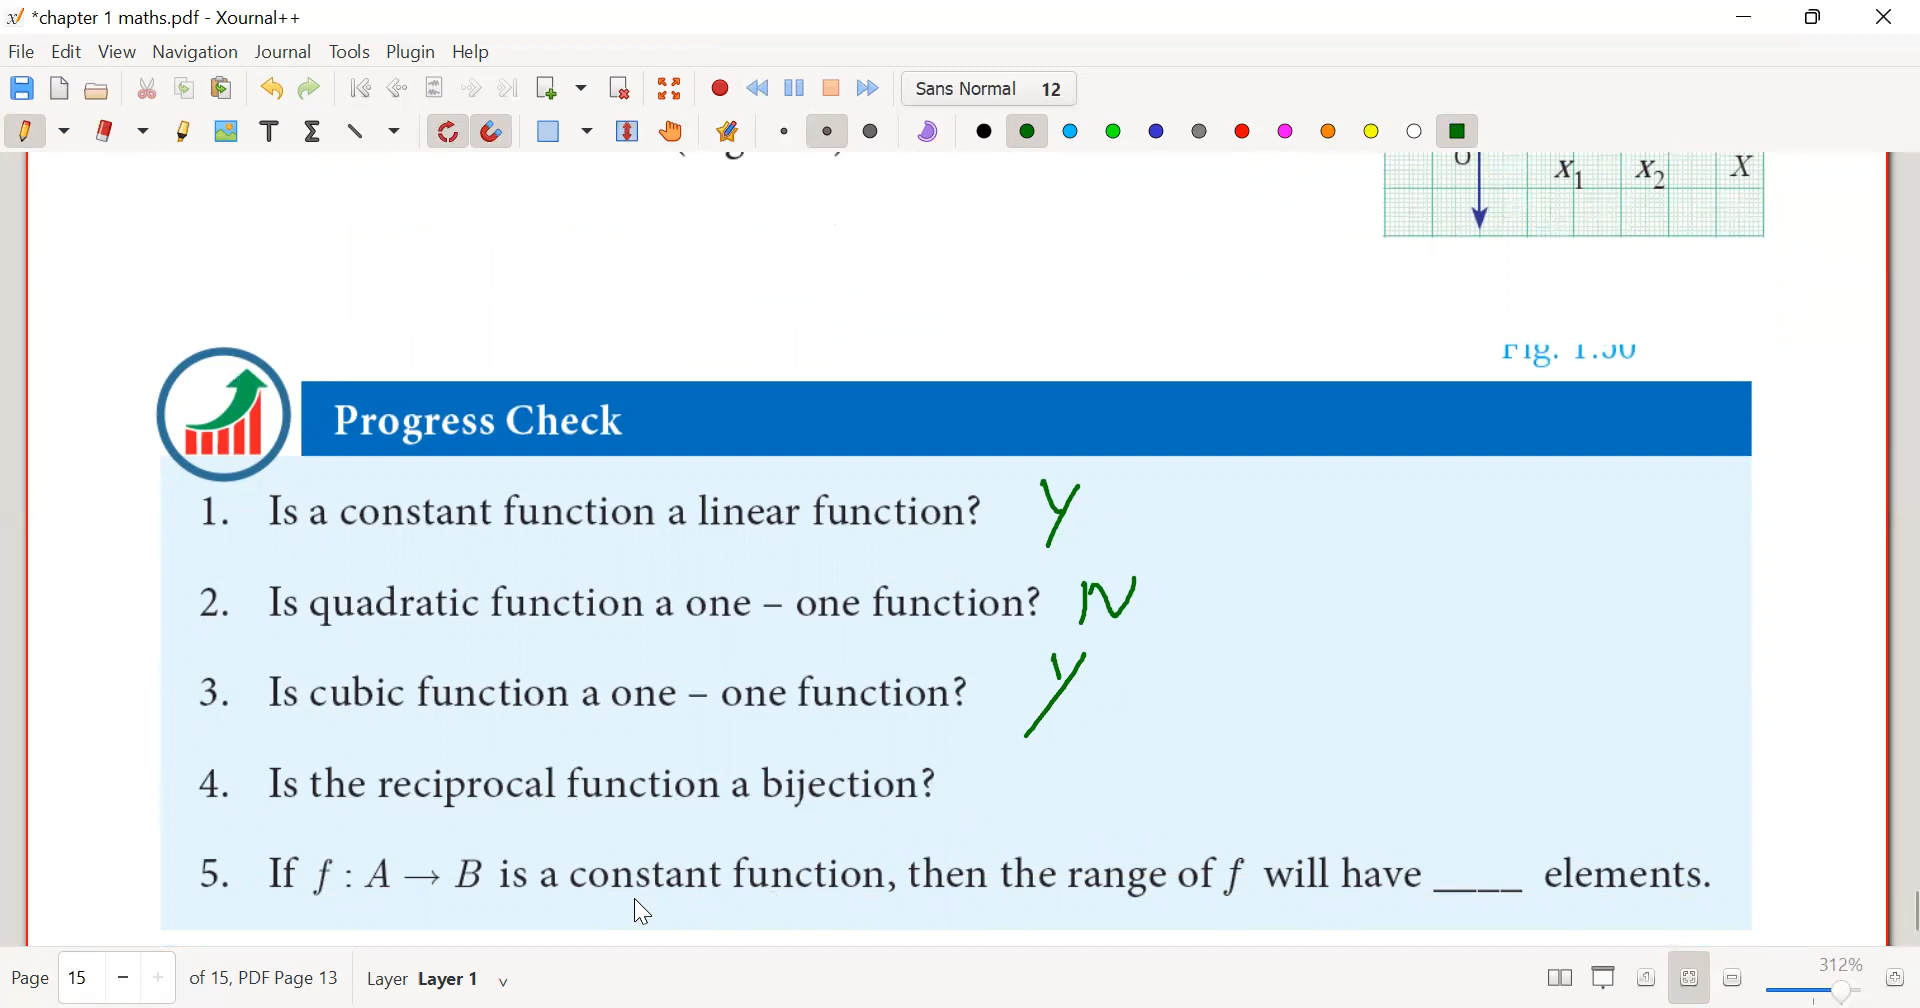 *chapter 1 maths.pdf - Xournal++
File Edit View Navigation Journal Tools Plugin Help
Sans Normal 12
X1 X2 X
Progress Check
1. Is a constant function a linear function? Y
2. Is quadratic function a one – one function? N
3. Is cubic function a one – one function? Y
4. Is the reciprocal function a bijection?
5. If f : A → B is a constant function, then the range of f will have ____ elements.
Page 15 of 15, PDF Page 13 Layer Layer 1 312%